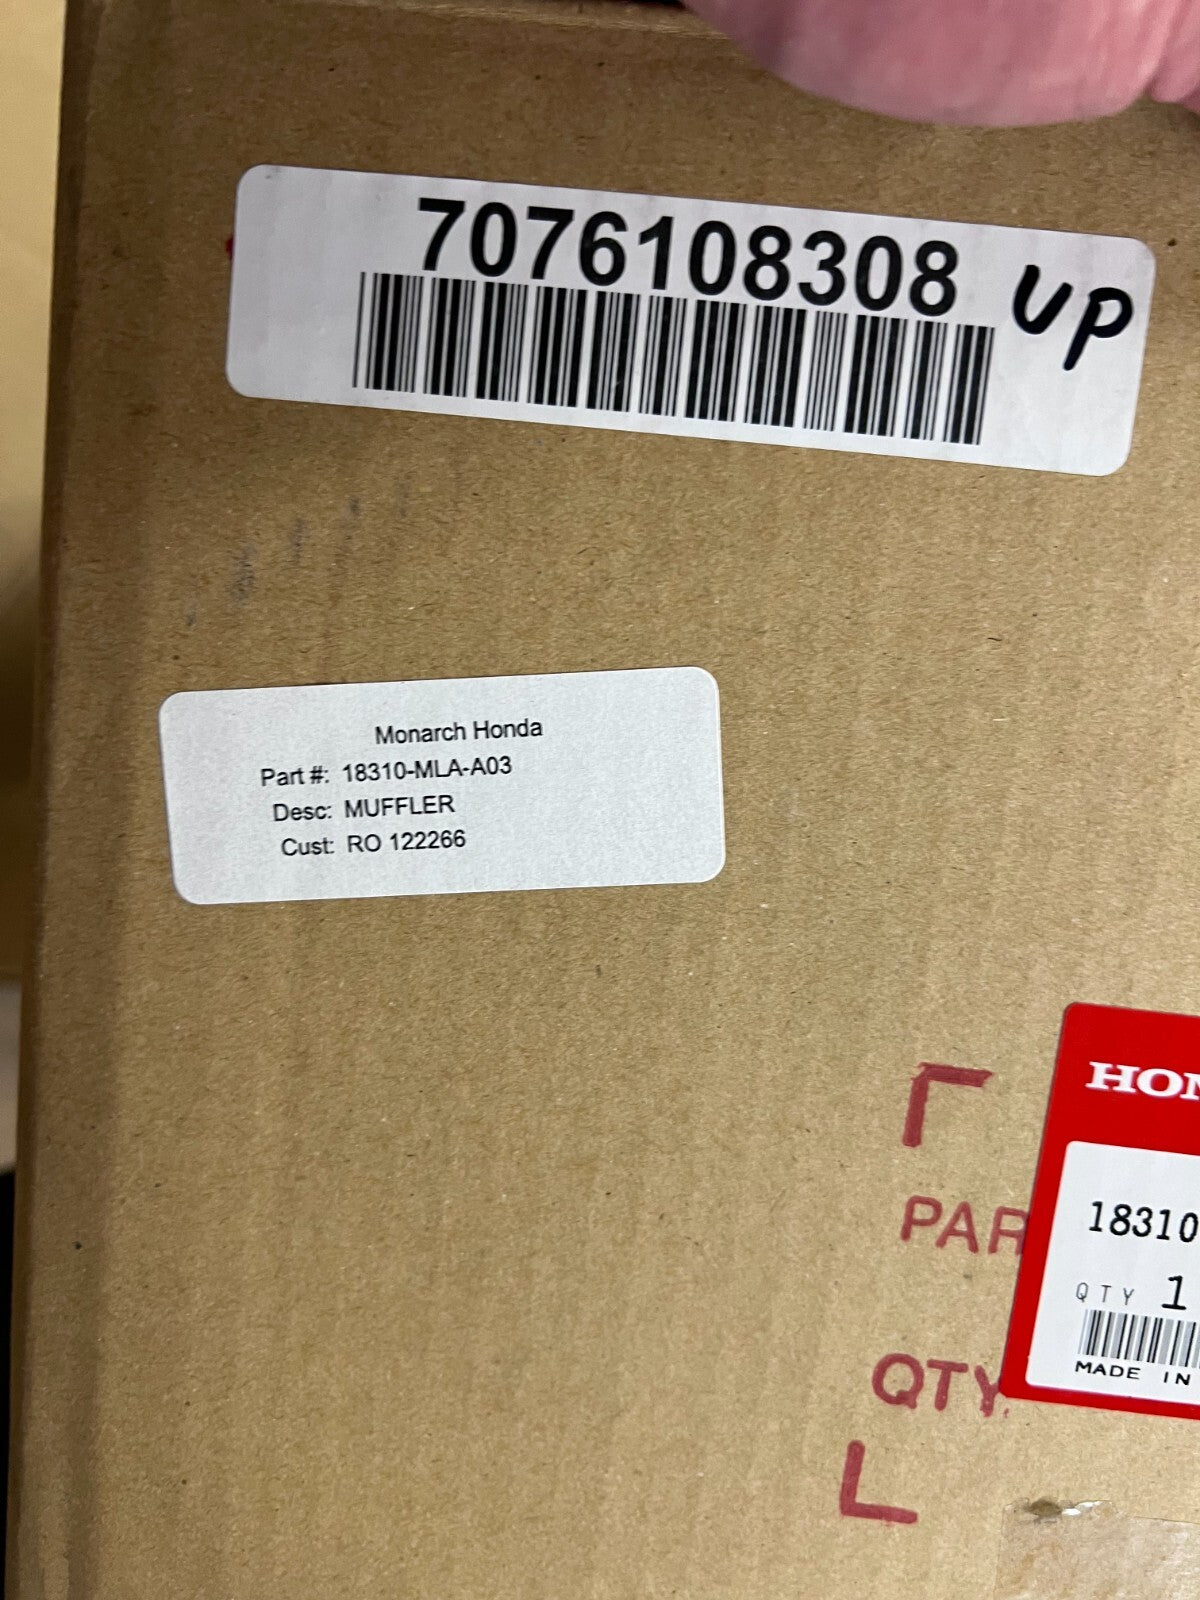 7076108308
UP
Monarch Honda
Part #: 18310-MLA-A03
Desc: MUFFLER
Cust: RO 122266
HON
18310
PAR
QTY 1
MADE IN
QTY.